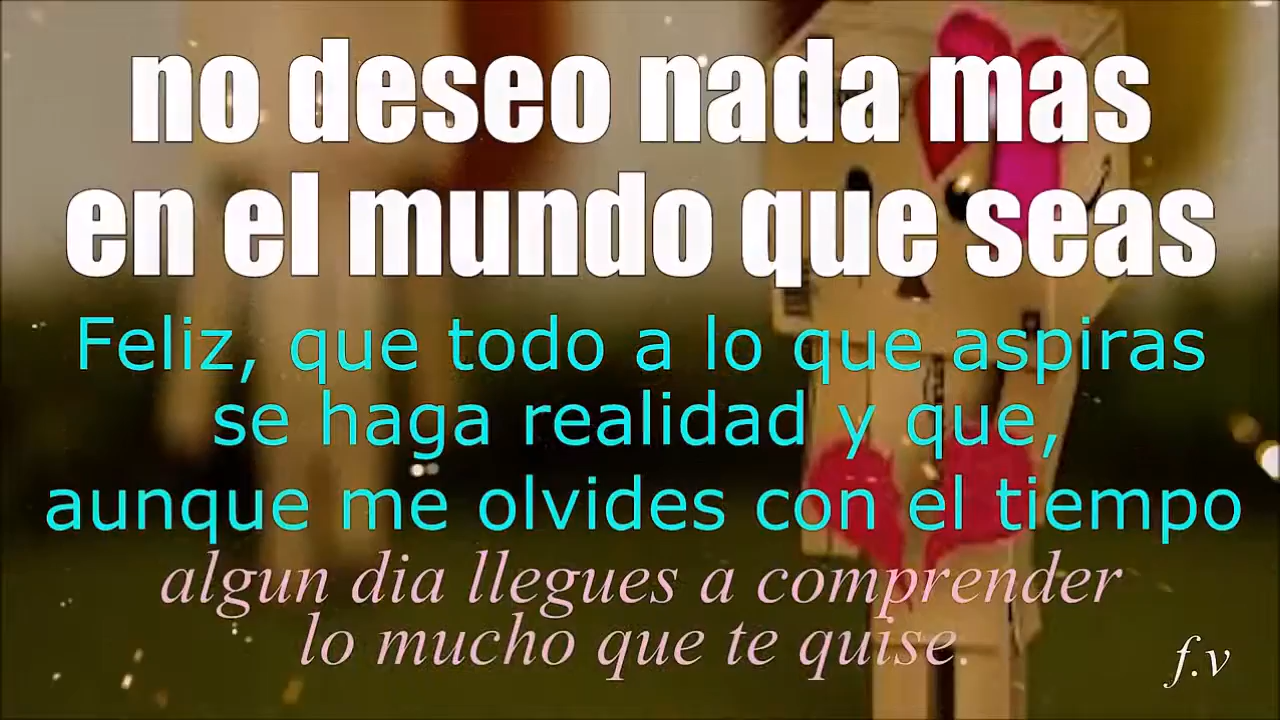 no deseo nada mas
en el mundo que seas
Feliz, que todo a lo que aspiras
se haga realidad y que,
aunque me olvides con el tiempo
algun dia llegues a comprender
lo mucho que te quise.
f.v